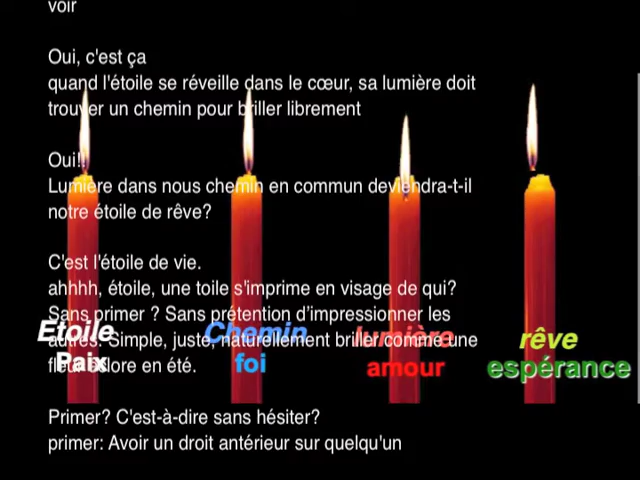 voir
Oui, c'est ça
quand l'étoile se réveille dans le cœur, sa lumière doit
trouver un chemin pour briller librement
Oui!!
Lumière dans nous chemin en commun deviendra-t-il
notre étoile de rêve?
C'est l'étoile de vie.
ahhhh, étoile, une toile s'imprime en visage de qui?
Sans primer ? Sans prétention d'impressionner les
autres. Simple, juste, naturellement briller comme une
fleur éclore en été.
Primer? C'est-à-dire sans hésiter?
primer: Avoir un droit antérieur sur quelqu'un
Etoile Chemin lumière rêve
Paix foi amour espérance